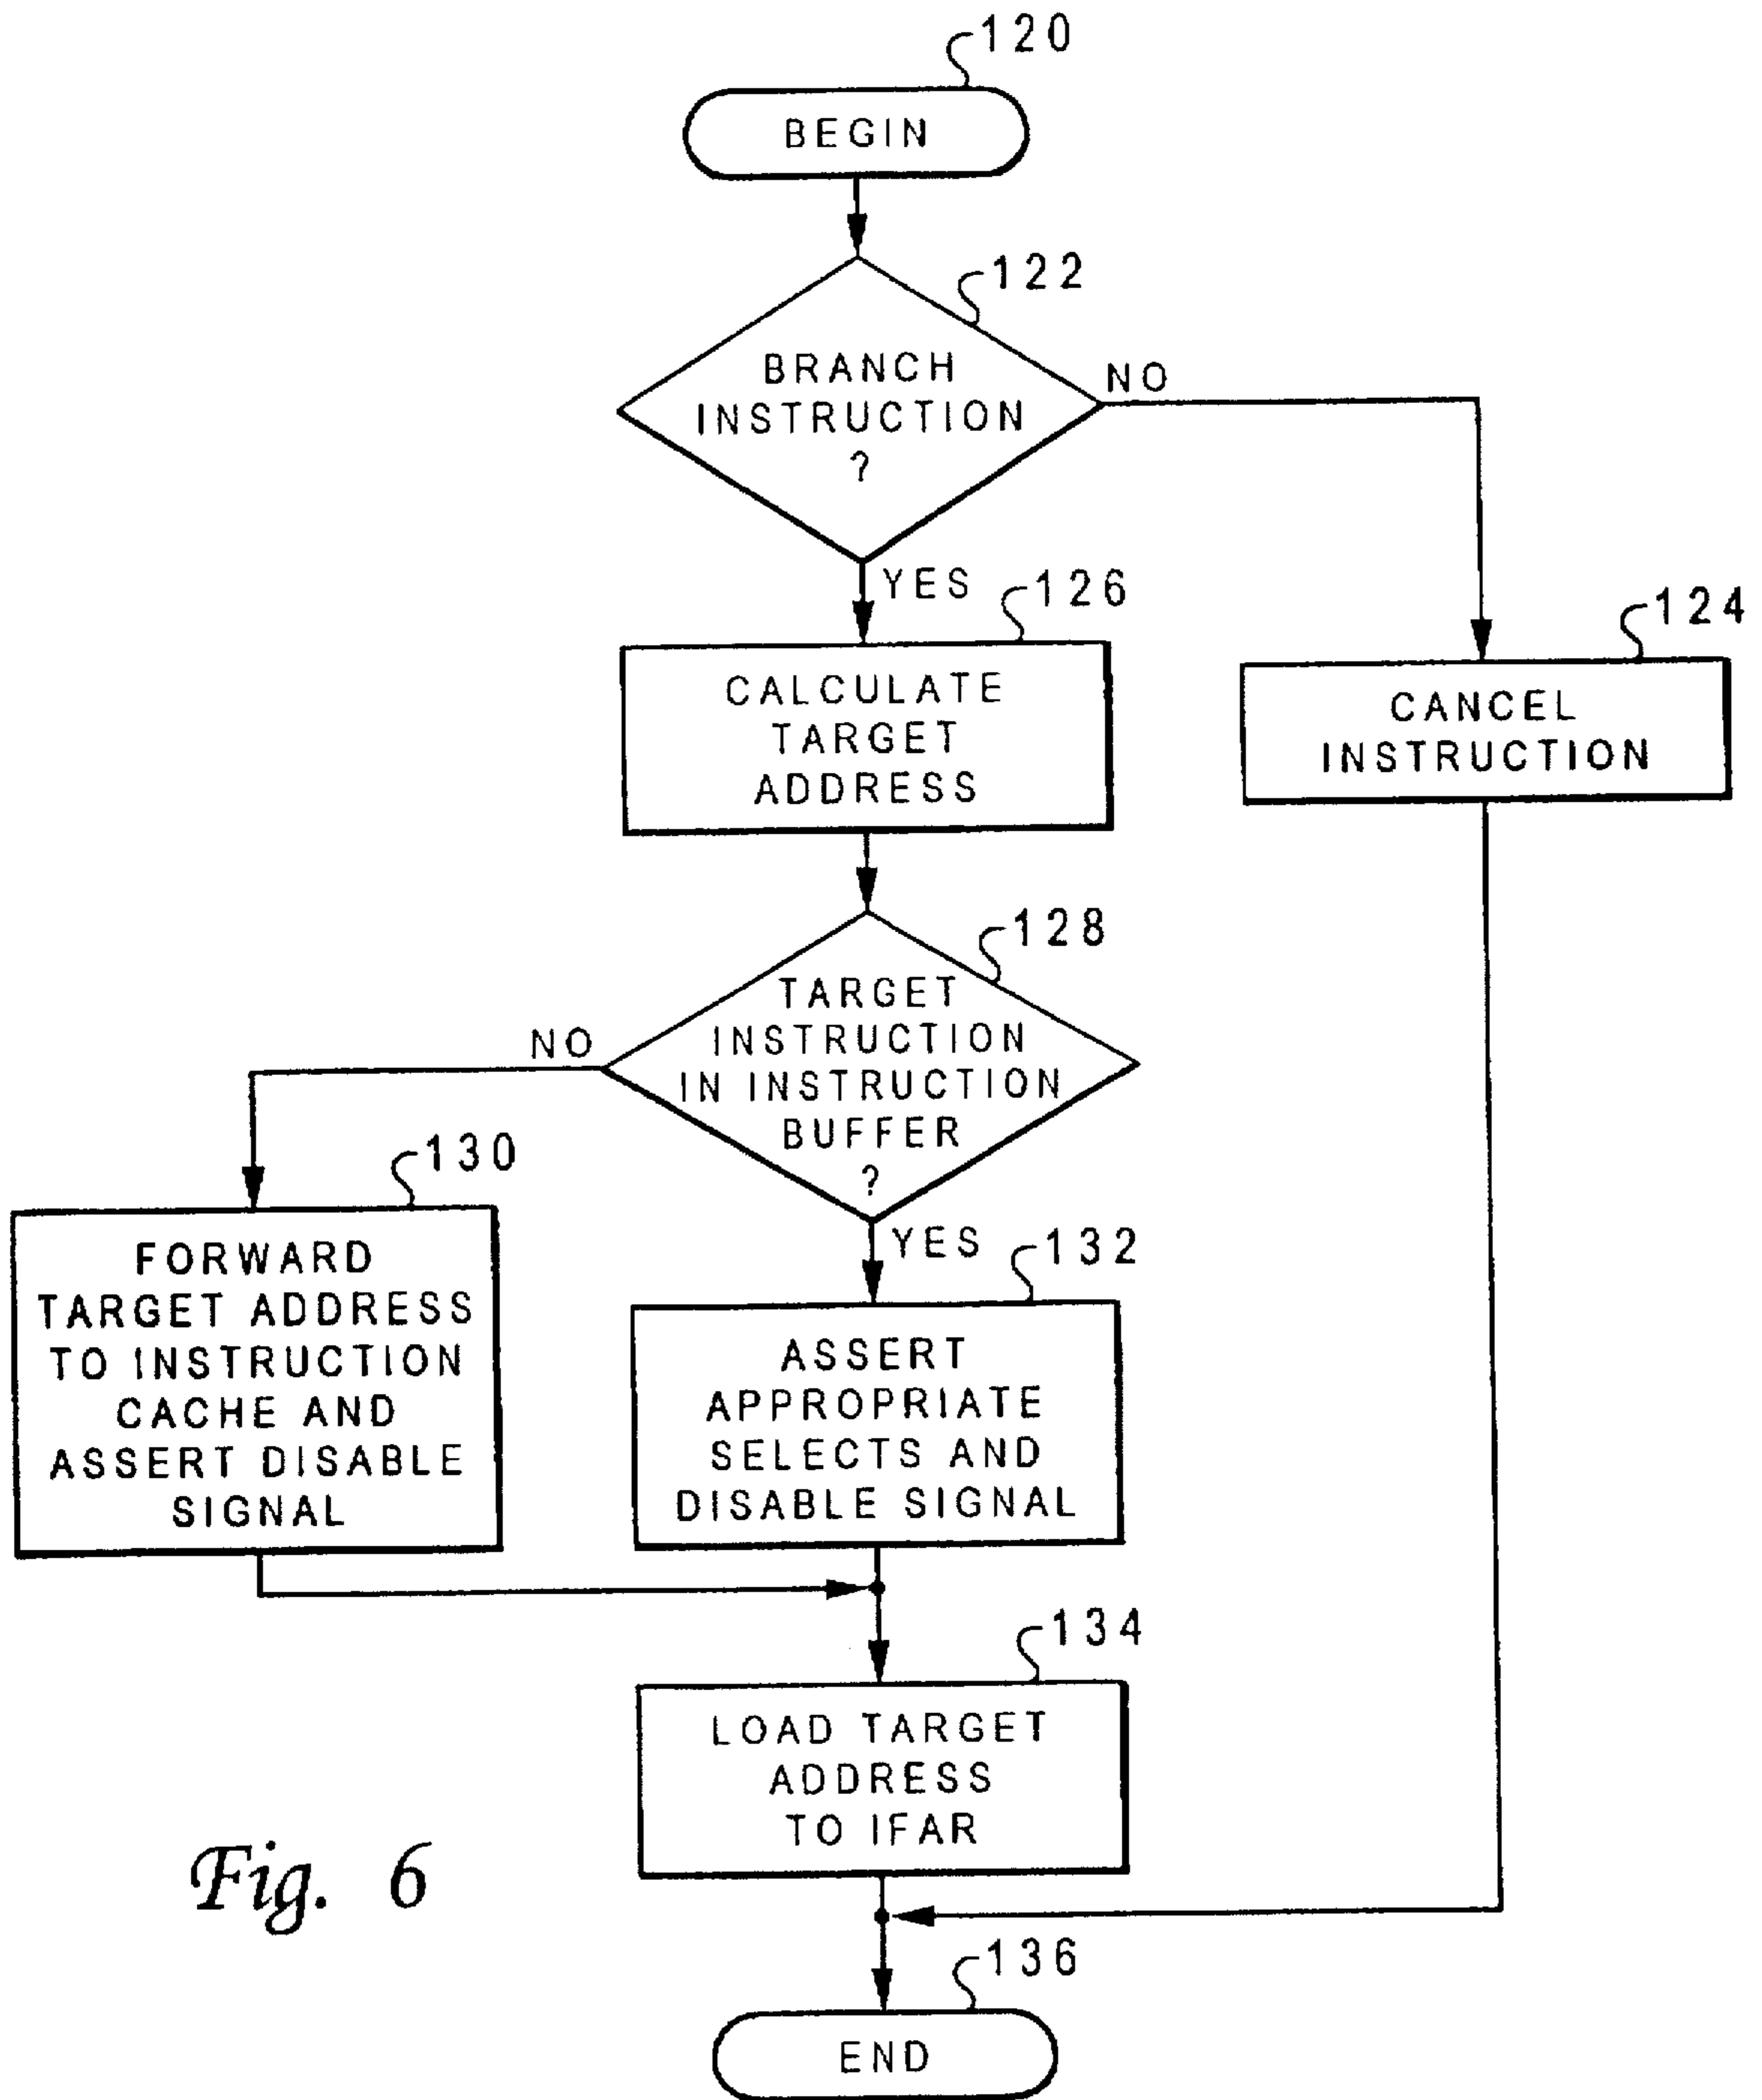 120
BEGIN
122
BRANCH
INSTRUCTION
?
NO
YES
126
CALCULATE
TARGET
ADDRESS
124
CANCEL
INSTRUCTION
128
TARGET
INSTRUCTION
IN INSTRUCTION
BUFFER
?
NO
YES
130
FORWARD
TARGET ADDRESS
TO INSTRUCTION
CACHE AND
ASSERT DISABLE
SIGNAL
132
ASSERT
APPROPRIATE
SELECTS AND
DISABLE SIGNAL
134
LOAD TARGET
ADDRESS
TO IFAR
136
END
Fig. 6